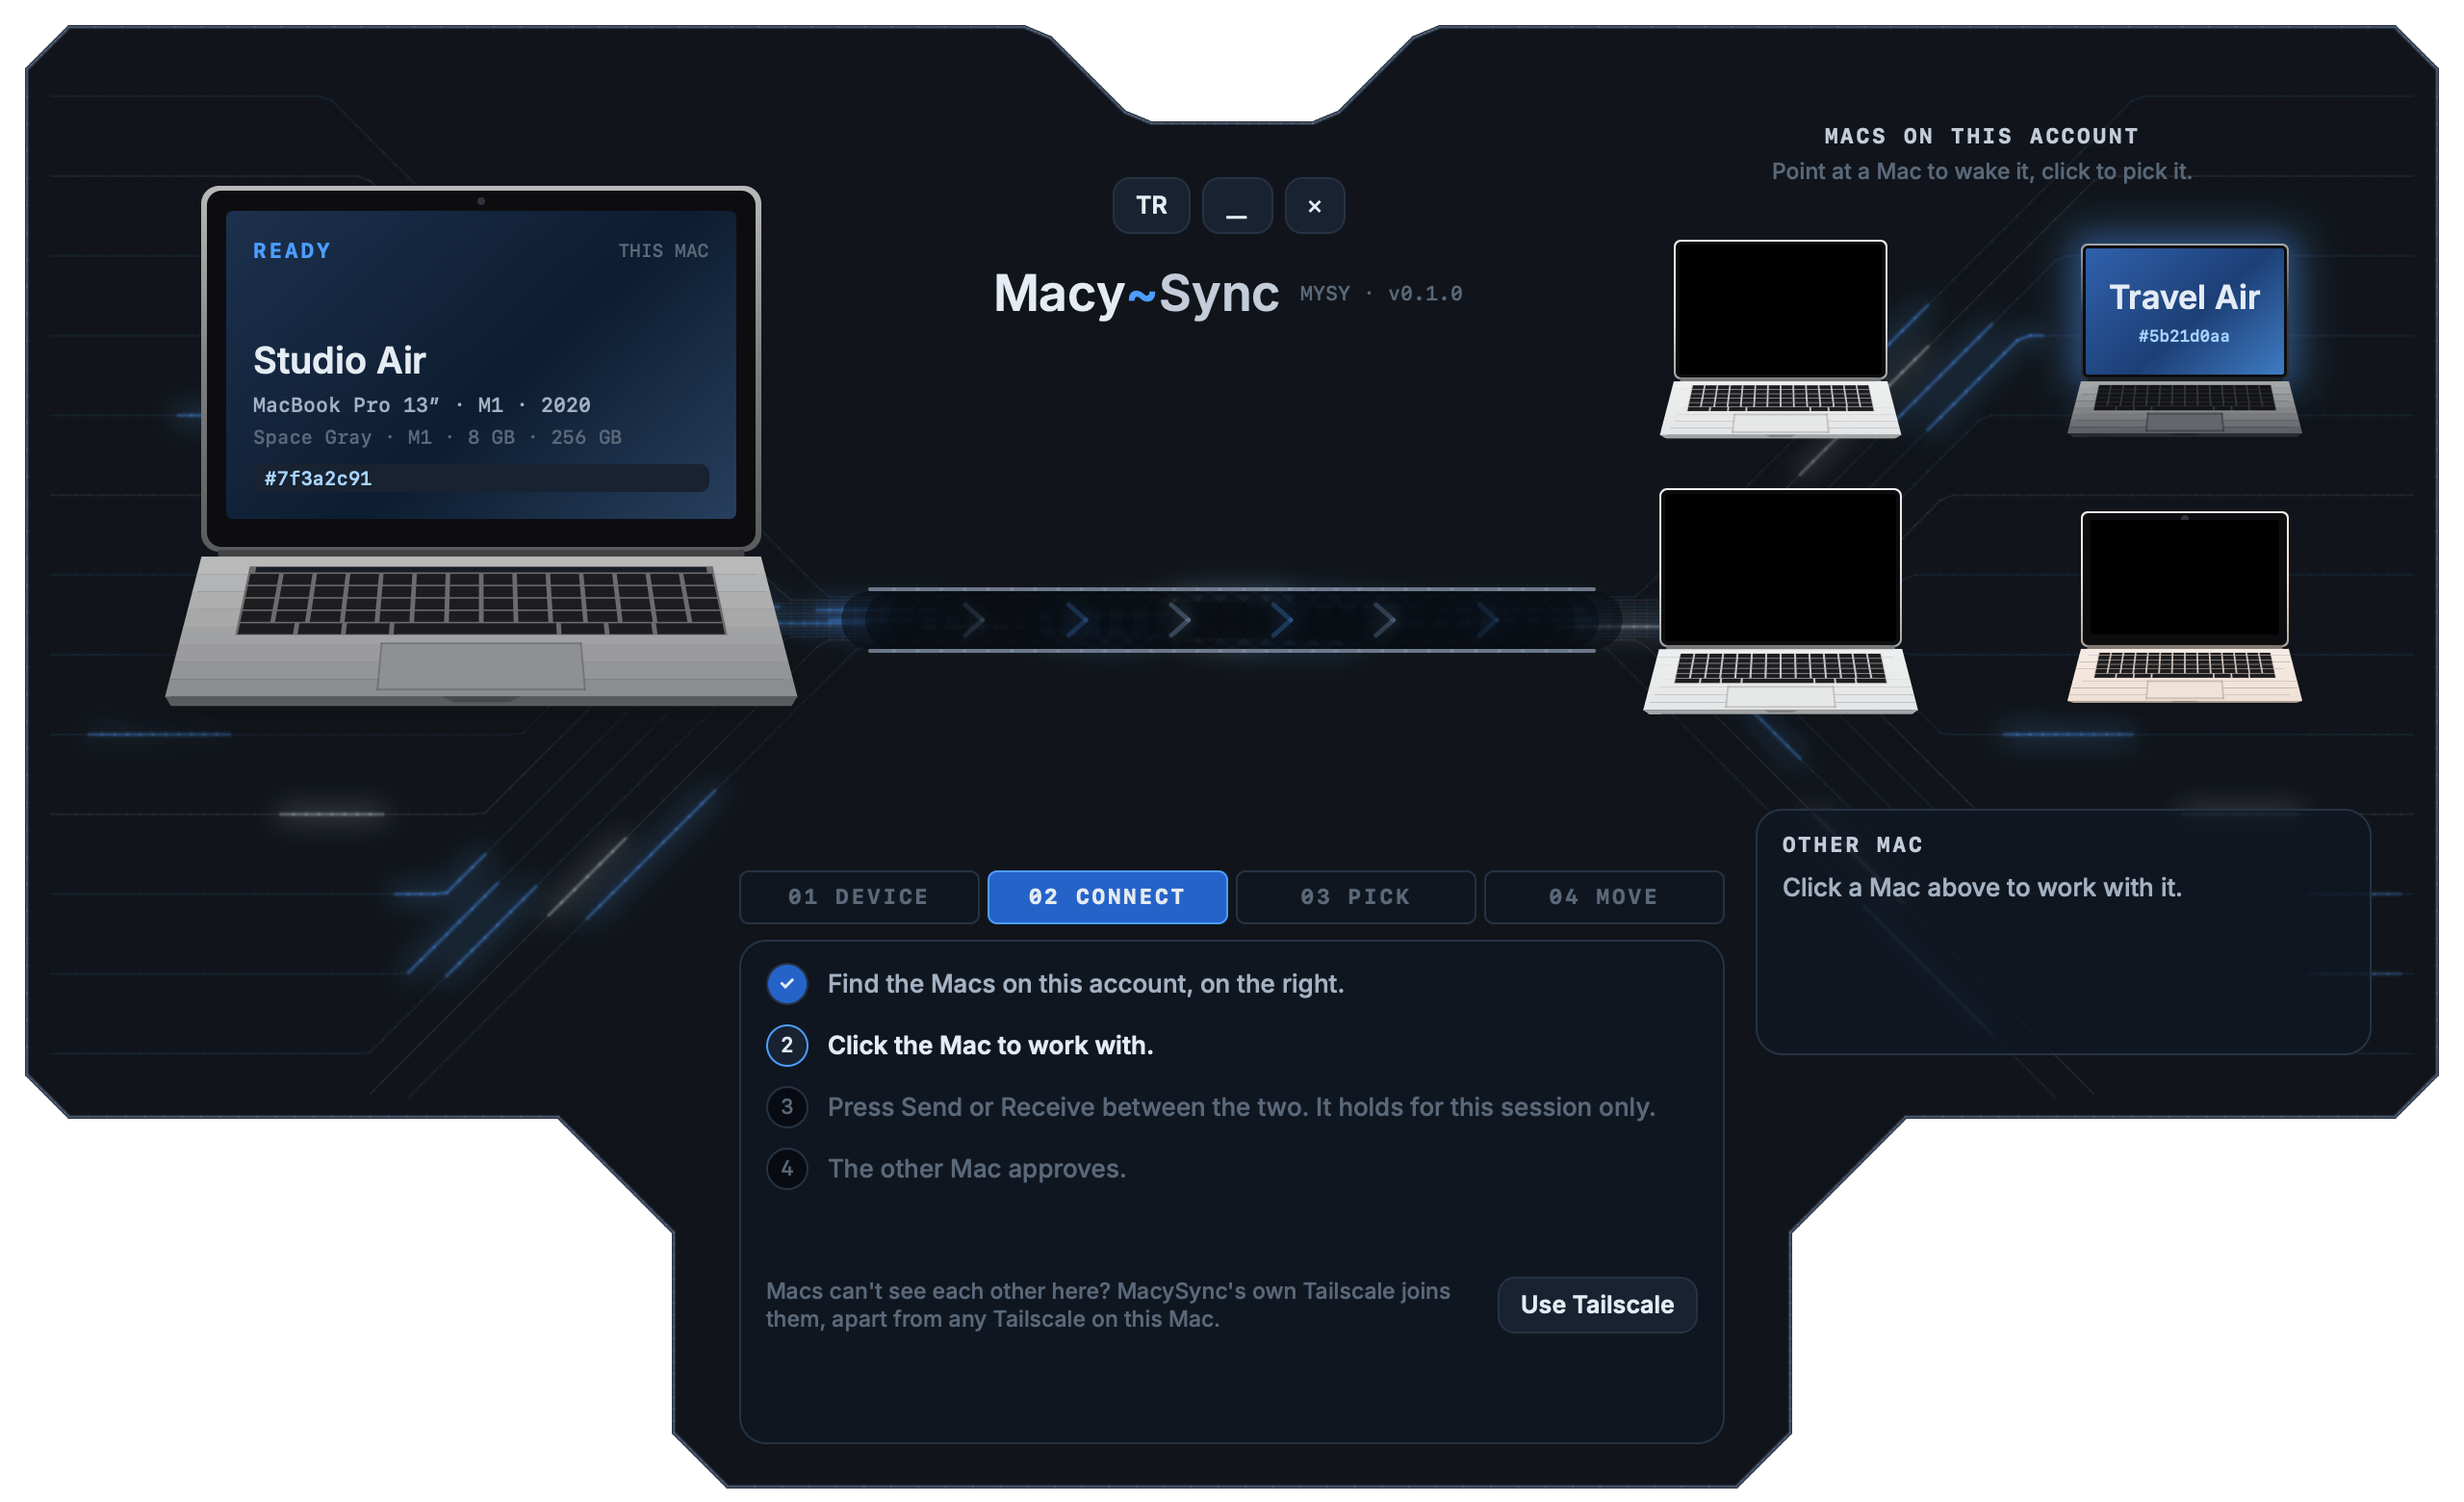 TR _ ×
Macy~Sync MYSY · v0.1.0
READY THIS MAC
Studio Air
MacBook Pro 13″ · M1 · 2020
Space Gray · M1 · 8 GB · 256 GB
#7f3a2c91
MACS ON THIS ACCOUNT
Point at a Mac to wake it, click to pick it.
Travel Air
#5b21d0aa
01 DEVICE 02 CONNECT 03 PICK 04 MOVE
Find the Macs on this account, on the right.
2 Click the Mac to work with.
3 Press Send or Receive between the two. It holds for this session only.
4 The other Mac approves.
Macs can't see each other here? MacySync's own Tailscale joins
them, apart from any Tailscale on this Mac.
Use Tailscale
OTHER MAC
Click a Mac above to work with it.